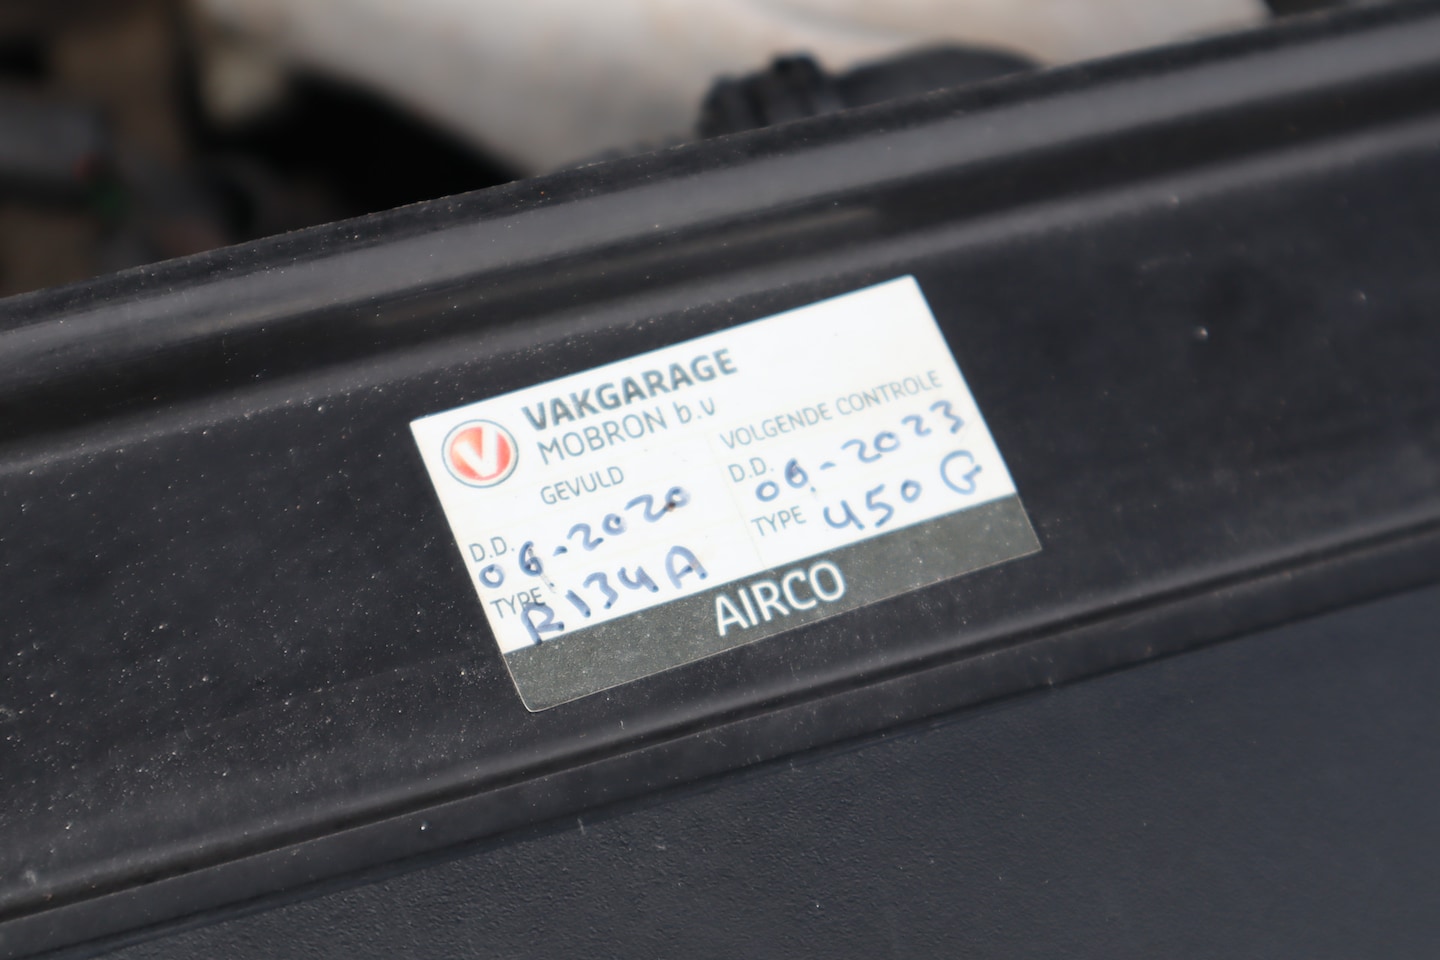 V
VAKGARAGE
MOBRON b.v
GEVULD
D.D.
06-2020
TYPE
R134A
VOLGENDE CONTROLE
D.D.
06-2023
TYPE 450 G
AIRCO